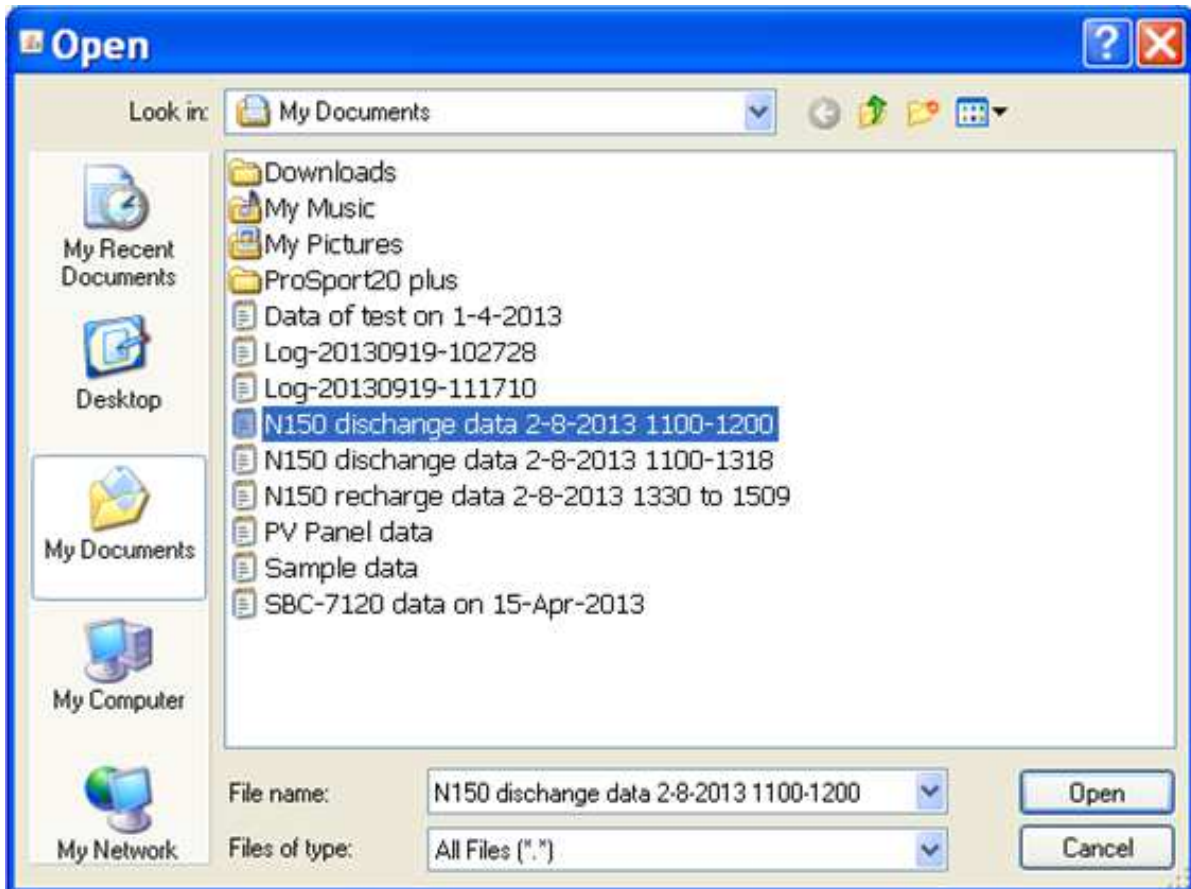 Open
Look in:
My Documents
My Recent
Documents
Desktop
My Documents
My Computer
My Network
Downloads
My Music
My Pictures
ProSport20 plus
Data of test on 1-4-2013
Log-20130919-102728
Log-20130919-111710
N150 dischange data 2-8-2013 1100-1200
N150 dischange data 2-8-2013 1100-1318
N150 recharge data 2-8-2013 1330 to 1509
PV Panel data
Sample data
SBC-7120 data on 15-Apr-2013
File name:
N150 dischange data 2-8-2013 1100-1200
Open
Files of type:
All Files (*.*)
Cancel